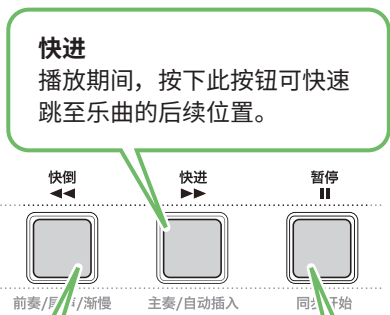 快进
播放期间，按下此按钮可快速
跳至乐曲的后续位置。
快倒 快进 暂停
前奏/ /渐慢 主奏/自动插入 同步 始